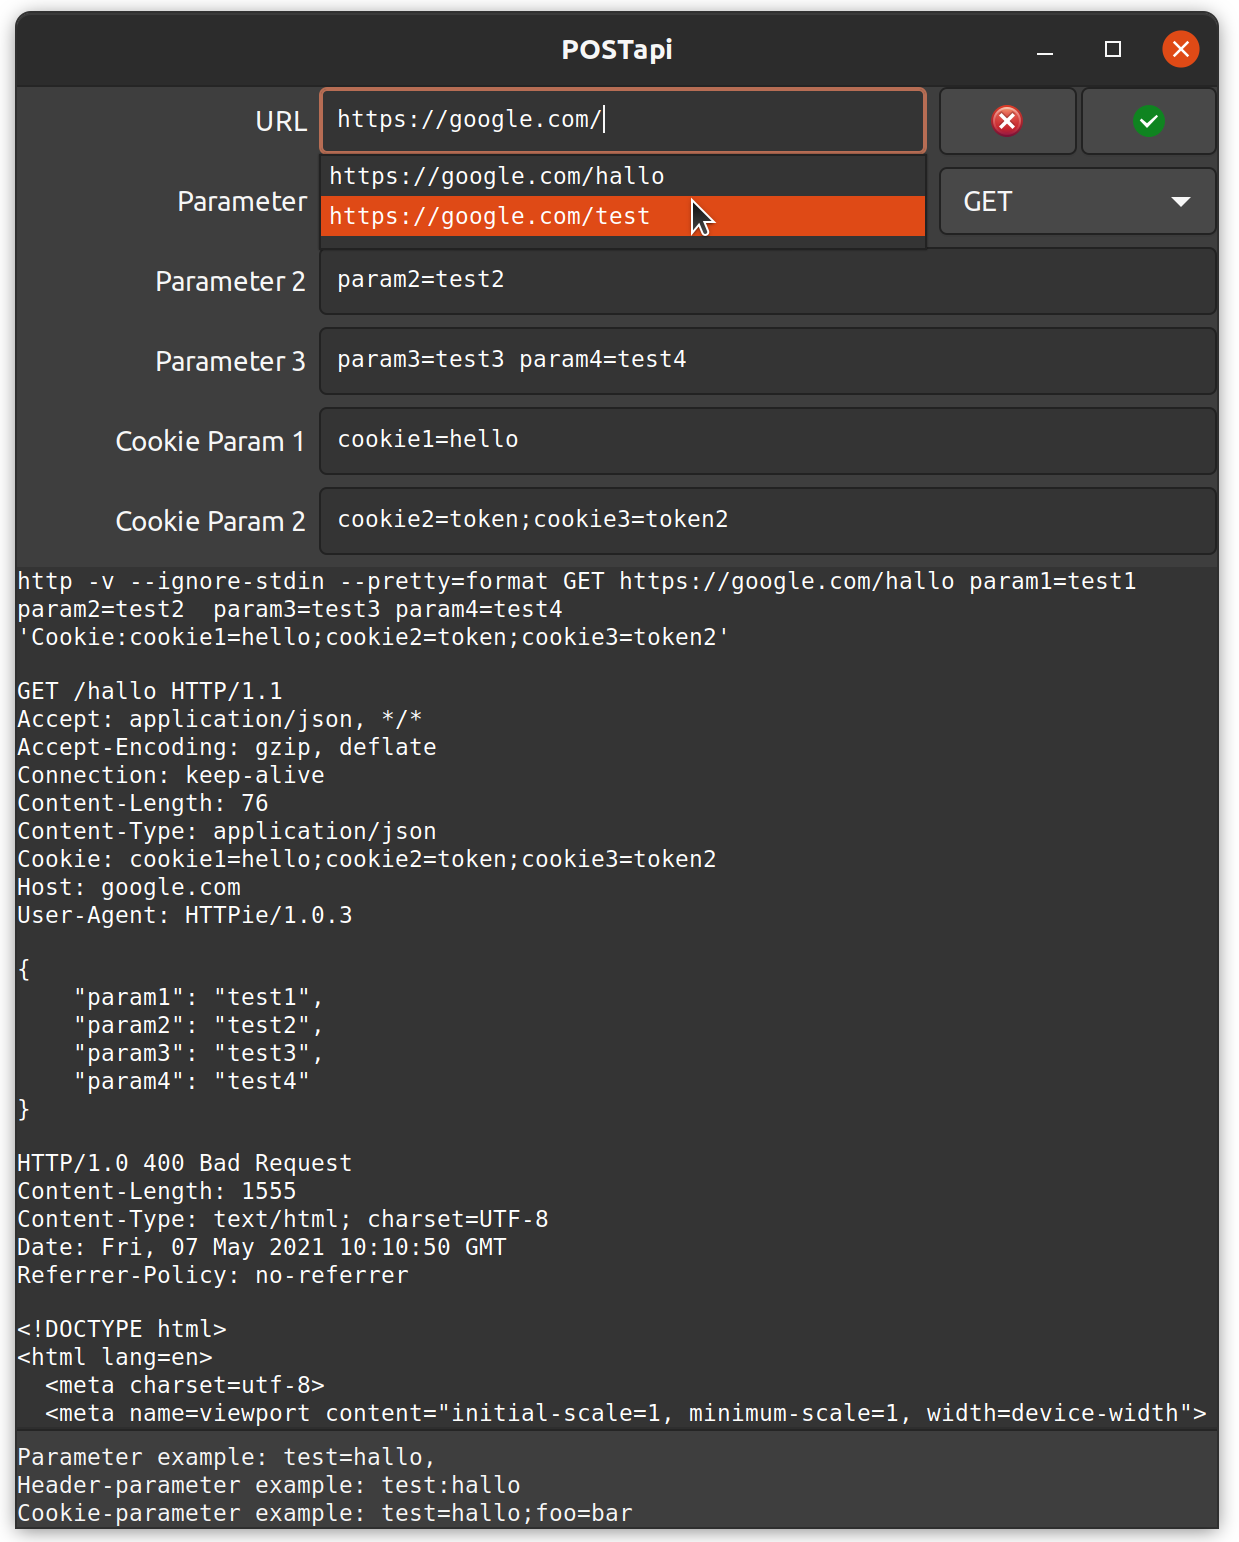 POSTapi
URL https://google.com/
https://google.com/hallo
Parameter https://google.com/test GET
Parameter 2 param2=test2
Parameter 3 param3=test3 param4=test4
Cookie Param 1 cookie1=hello
Cookie Param 2 cookie2=token;cookie3=token2
http -v --ignore-stdin --pretty=format GET https://google.com/hallo param1=test1
param2=test2  param3=test3 param4=test4
'Cookie:cookie1=hello;cookie2=token;cookie3=token2'
GET /hallo HTTP/1.1
Accept: application/json, */*
Accept-Encoding: gzip, deflate
Connection: keep-alive
Content-Length: 76
Content-Type: application/json
Cookie: cookie1=hello;cookie2=token;cookie3=token2
Host: google.com
User-Agent: HTTPie/1.0.3
{
    "param1": "test1",
    "param2": "test2",
    "param3": "test3",
    "param4": "test4"
}
HTTP/1.0 400 Bad Request
Content-Length: 1555
Content-Type: text/html; charset=UTF-8
Date: Fri, 07 May 2021 10:10:50 GMT
Referrer-Policy: no-referrer
<!DOCTYPE html>
<html lang=en>
  <meta charset=utf-8>
  <meta name=viewport content="initial-scale=1, minimum-scale=1, width=device-width">
Parameter example: test=hallo,
Header-parameter example: test:hallo
Cookie-parameter example: test=hallo;foo=bar